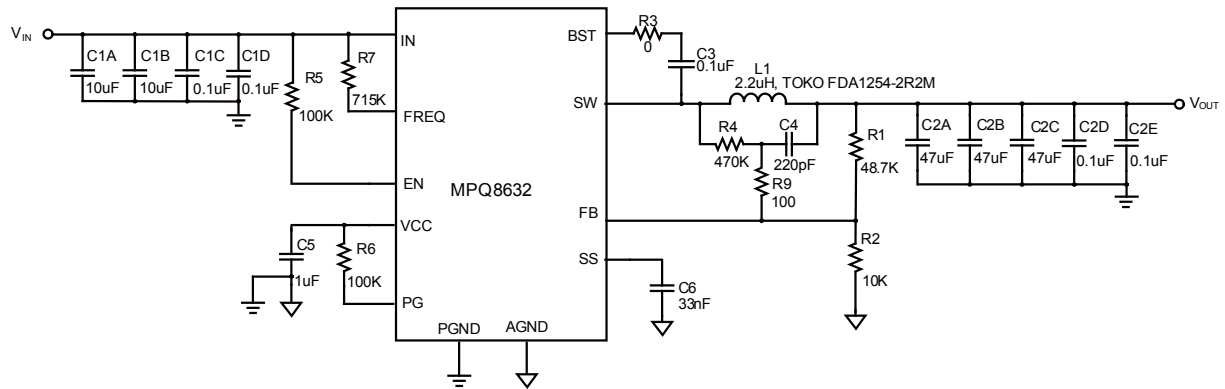 V_IN
C1A
10uF
C1B
10uF
C1C
0.1uF
C1D
0.1uF
R5
100K
R7
715K
IN
FREQ
EN
VCC
PG
C5
1uF
R6
100K
MPQ8632
PGND
AGND
BST
SW
FB
SS
R3
0
C3
0.1uF
L1
2.2uH, TOKO FDA1254-2R2M
R4
470K
C4
220pF
R9
100
R1
48.7K
R2
10K
C6
33nF
C2A
47uF
C2B
47uF
C2C
47uF
C2D
0.1uF
C2E
0.1uF
V_OUT